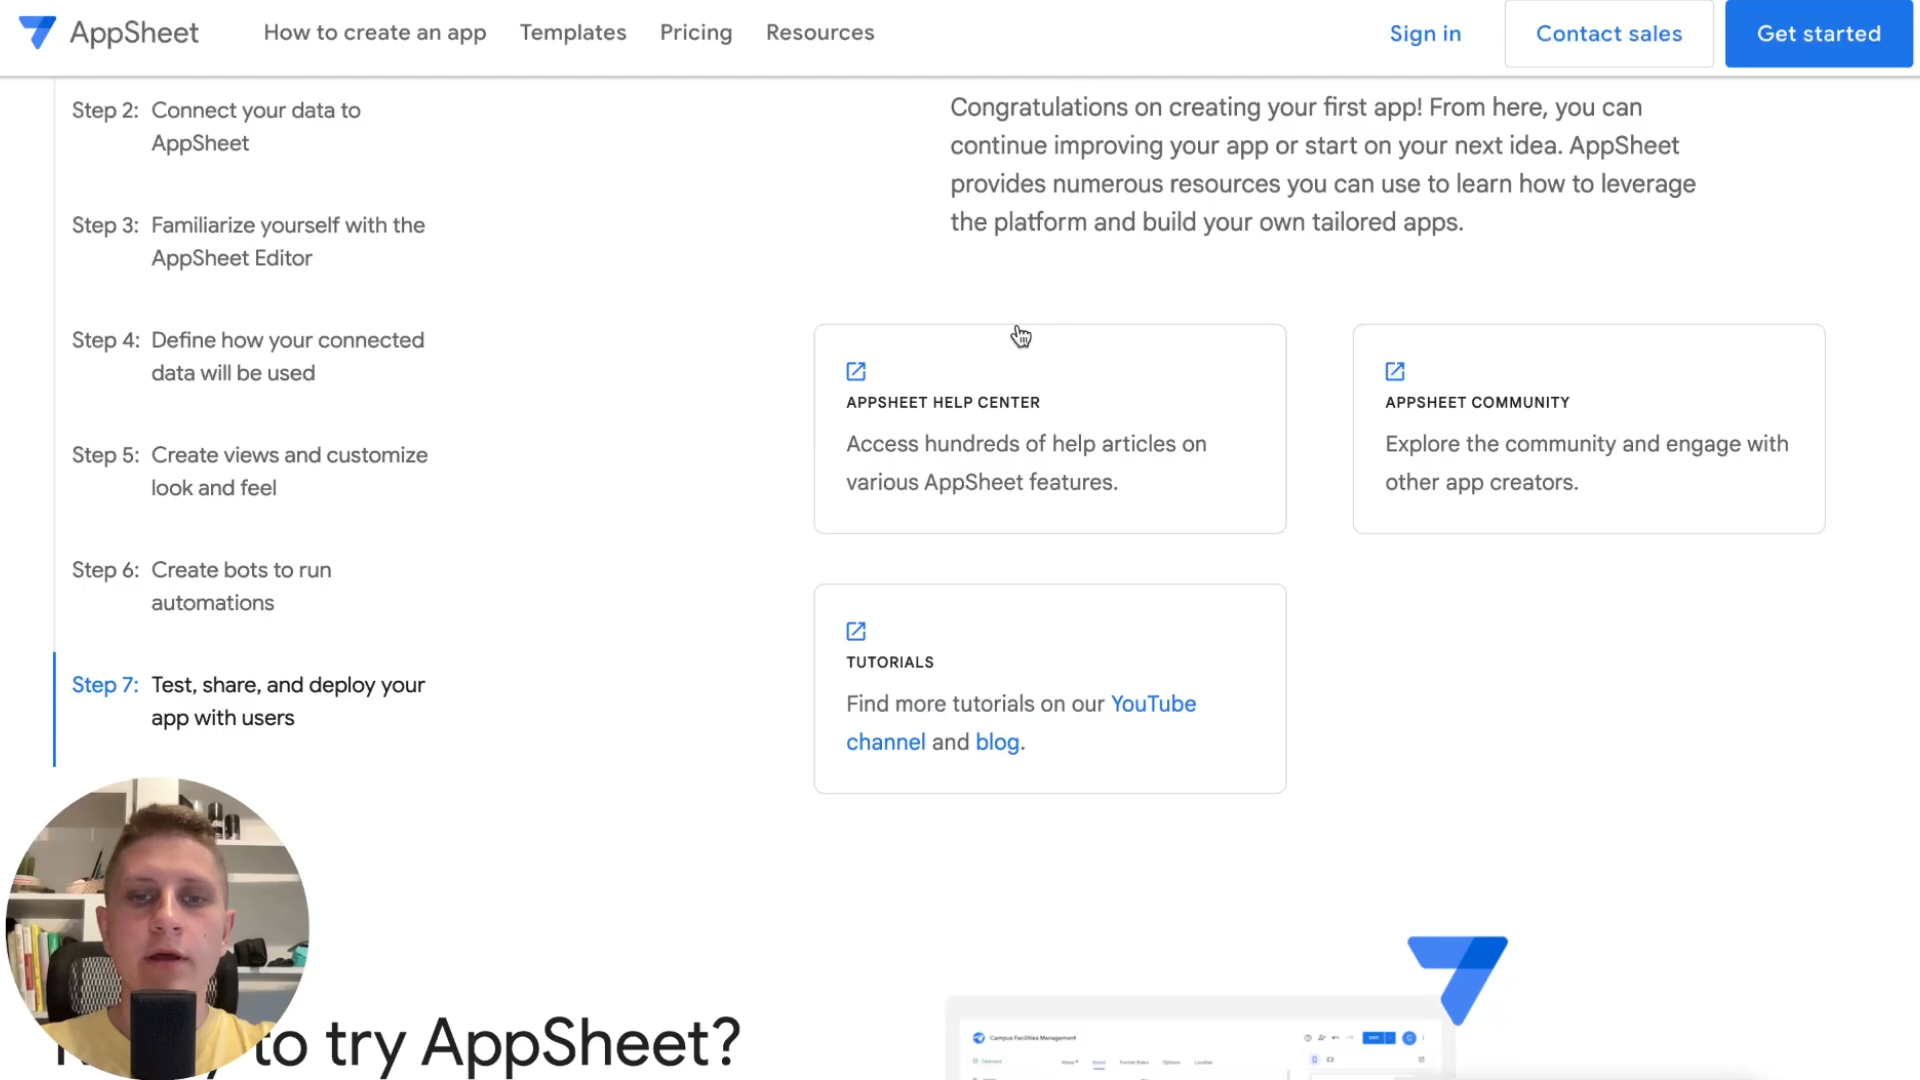 AppSheet
How to create an app
Templates
Pricing
Resources
Sign in
Contact sales
Get started
Step 2: Connect your data to
AppSheet
Step 3: Familiarize yourself with the
AppSheet Editor
Step 4: Define how your connected
data will be used
Step 5: Create views and customize
look and feel
Step 6: Create bots to run
automations
Step 7: Test, share, and deploy your
app with users
Congratulations on creating your first app! From here, you can
continue improving your app or start on your next idea. AppSheet
provides numerous resources you can use to learn how to leverage
the platform and build your own tailored apps.
APPSHEET HELP CENTER
Access hundreds of help articles on
various AppSheet features.
APPSHEET COMMUNITY
Explore the community and engage with
other app creators.
TUTORIALS
Find more tutorials on our YouTube
channel and blog.
to try AppSheet?
Campus Facilities Management